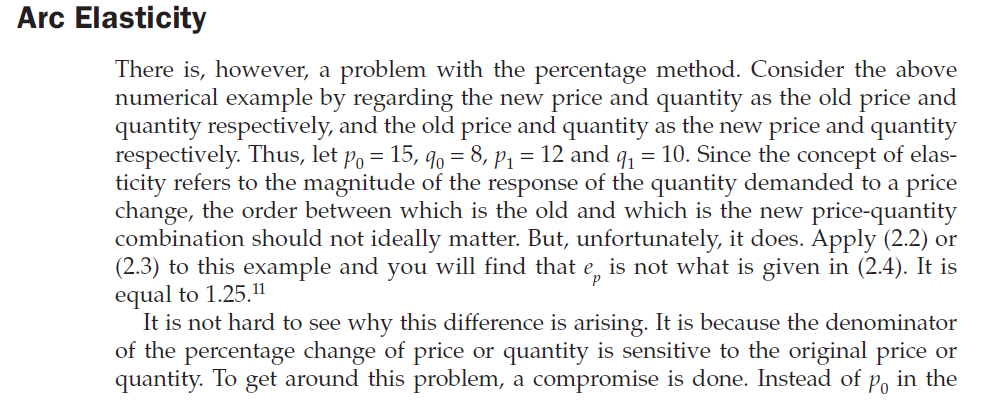 Arc Elasticity
There is, however, a problem with the percentage method. Consider the above
numerical example by regarding the new price and quantity as the old price and
quantity respectively, and the old price and quantity as the new price and quantity
respectively. Thus, let p₀ = 15, q₀ = 8, p₁ = 12 and q₁ = 10. Since the concept of elas-
ticity refers to the magnitude of the response of the quantity demanded to a price
change, the order between which is the old and which is the new price-quantity
combination should not ideally matter. But, unfortunately, it does. Apply (2.2) or
(2.3) to this example and you will find that eₚ is not what is given in (2.4). It is
equal to 1.25.¹¹
It is not hard to see why this difference is arising. It is because the denominator
of the percentage change of price or quantity is sensitive to the original price or
quantity. To get around this problem, a compromise is done. Instead of p₀ in the